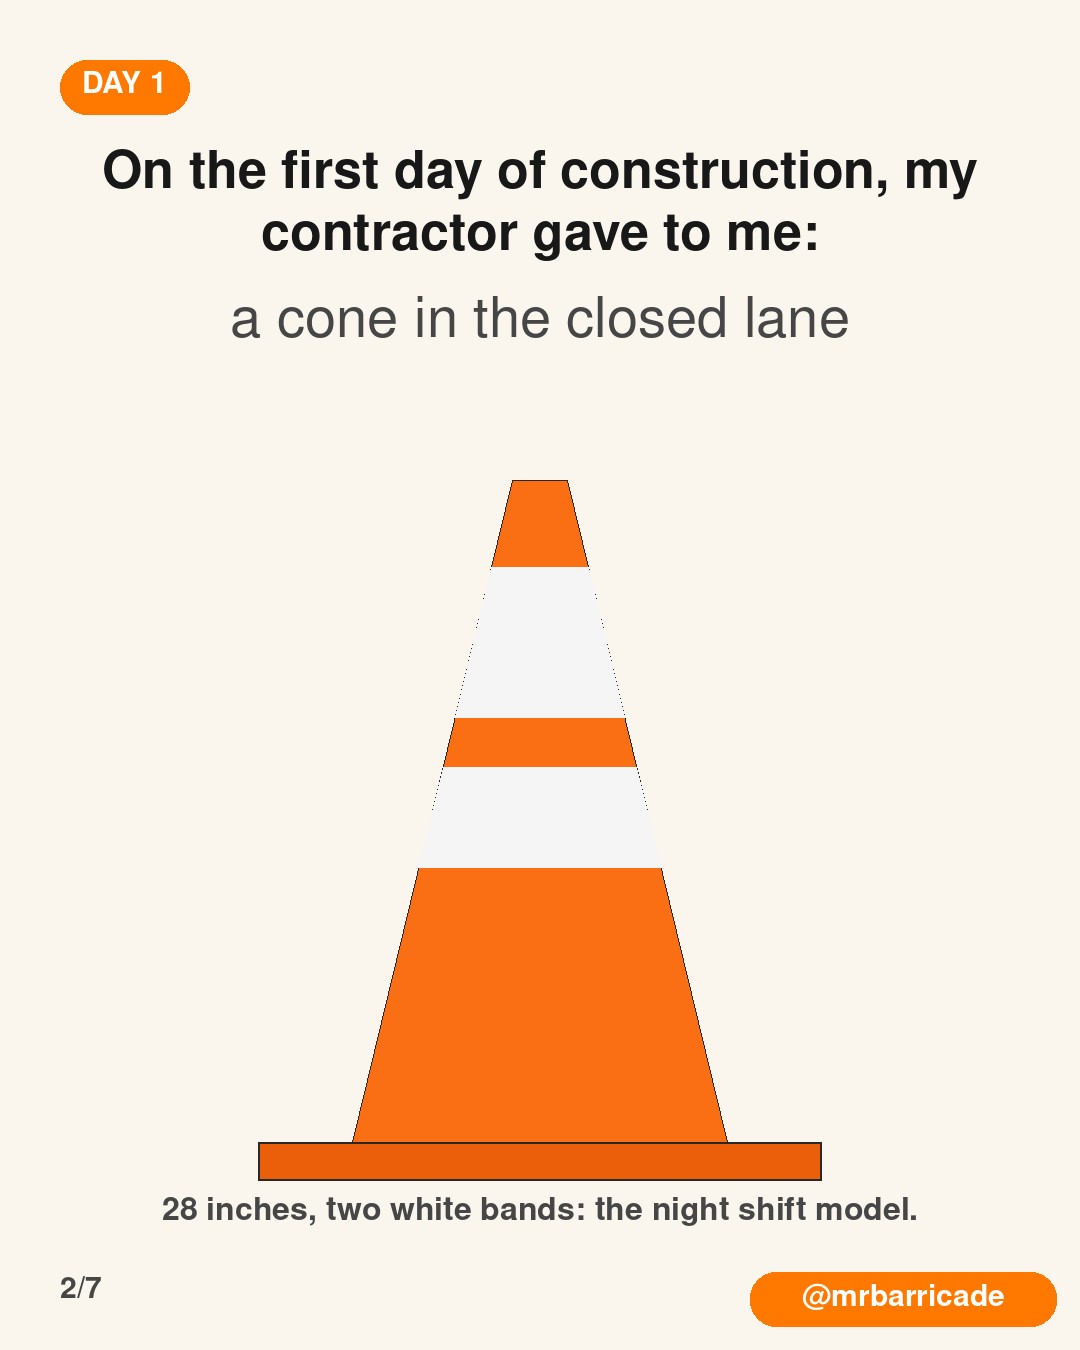 DAY 1
On the first day of construction, my
contractor gave to me:
a cone in the closed lane
28 inches, two white bands: the night shift model.
2/7
@mrbarricade